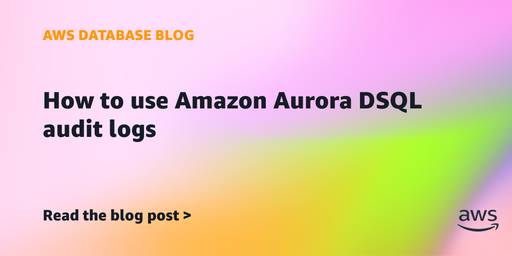 AWS DATABASE BLOG
How to use Amazon Aurora DSQL
audit logs
Read the blog post >
aws